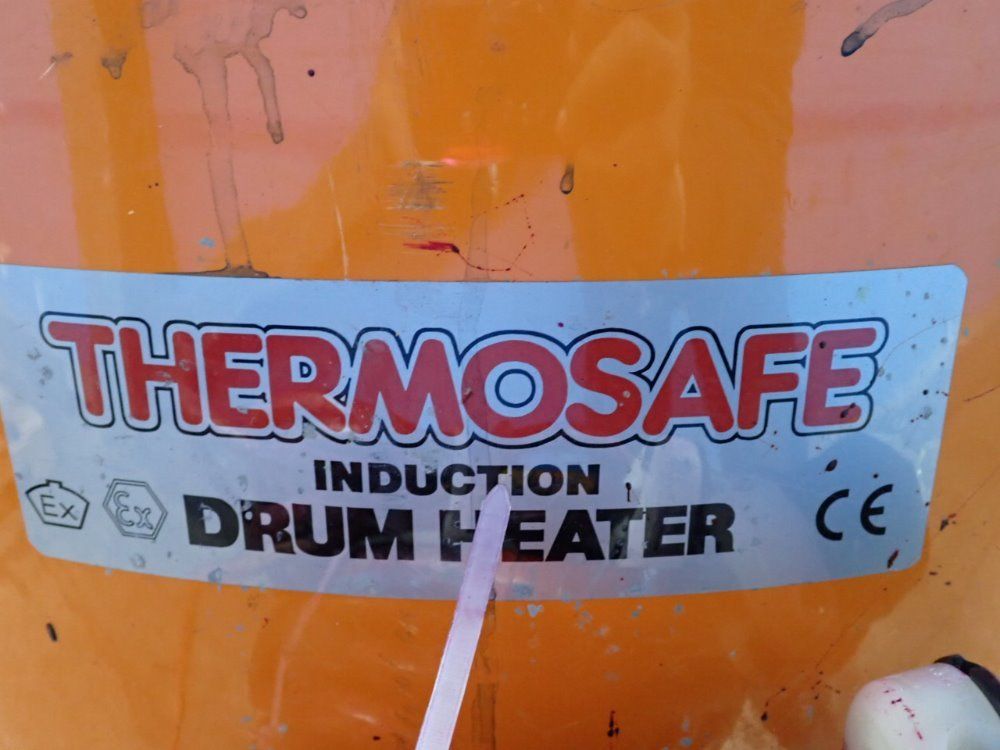 THERMOSAFE
INDUCTION
Ex Ex DRUM HEATER CE